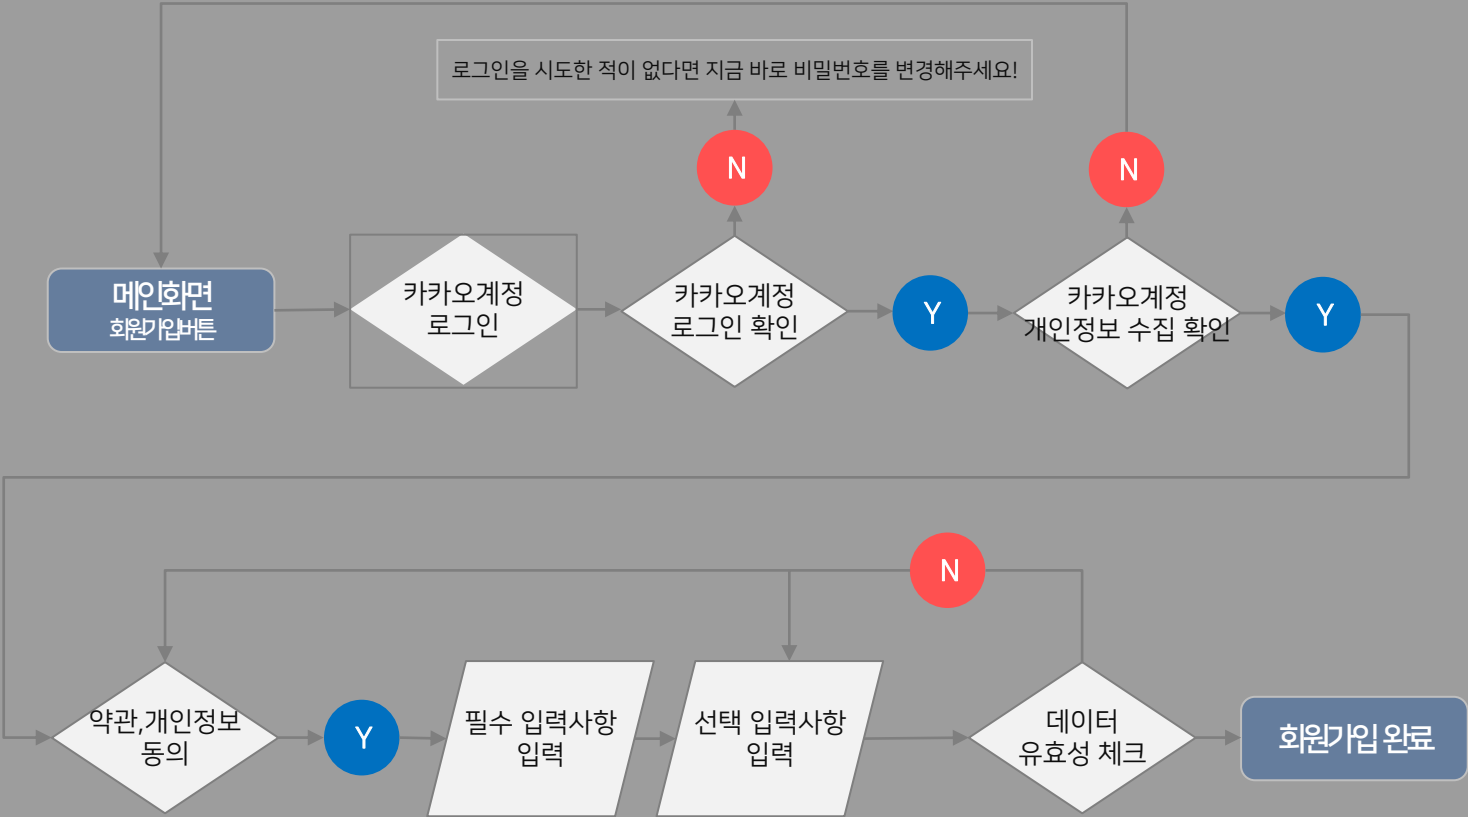 로그인을 시도한 적이 없다면 지금 바로 비밀번호를 변경해주세요!
N
N
메인화면
회원가입버튼
카카오계정
로그인
카카오계정
로그인 확인
Y
카카오계정
개인정보 수집 확인
Y
N
약관,개인정보
동의
Y
필수 입력사항
입력
선택 입력사항
입력
데이터
유효성 체크
회원가입 완료